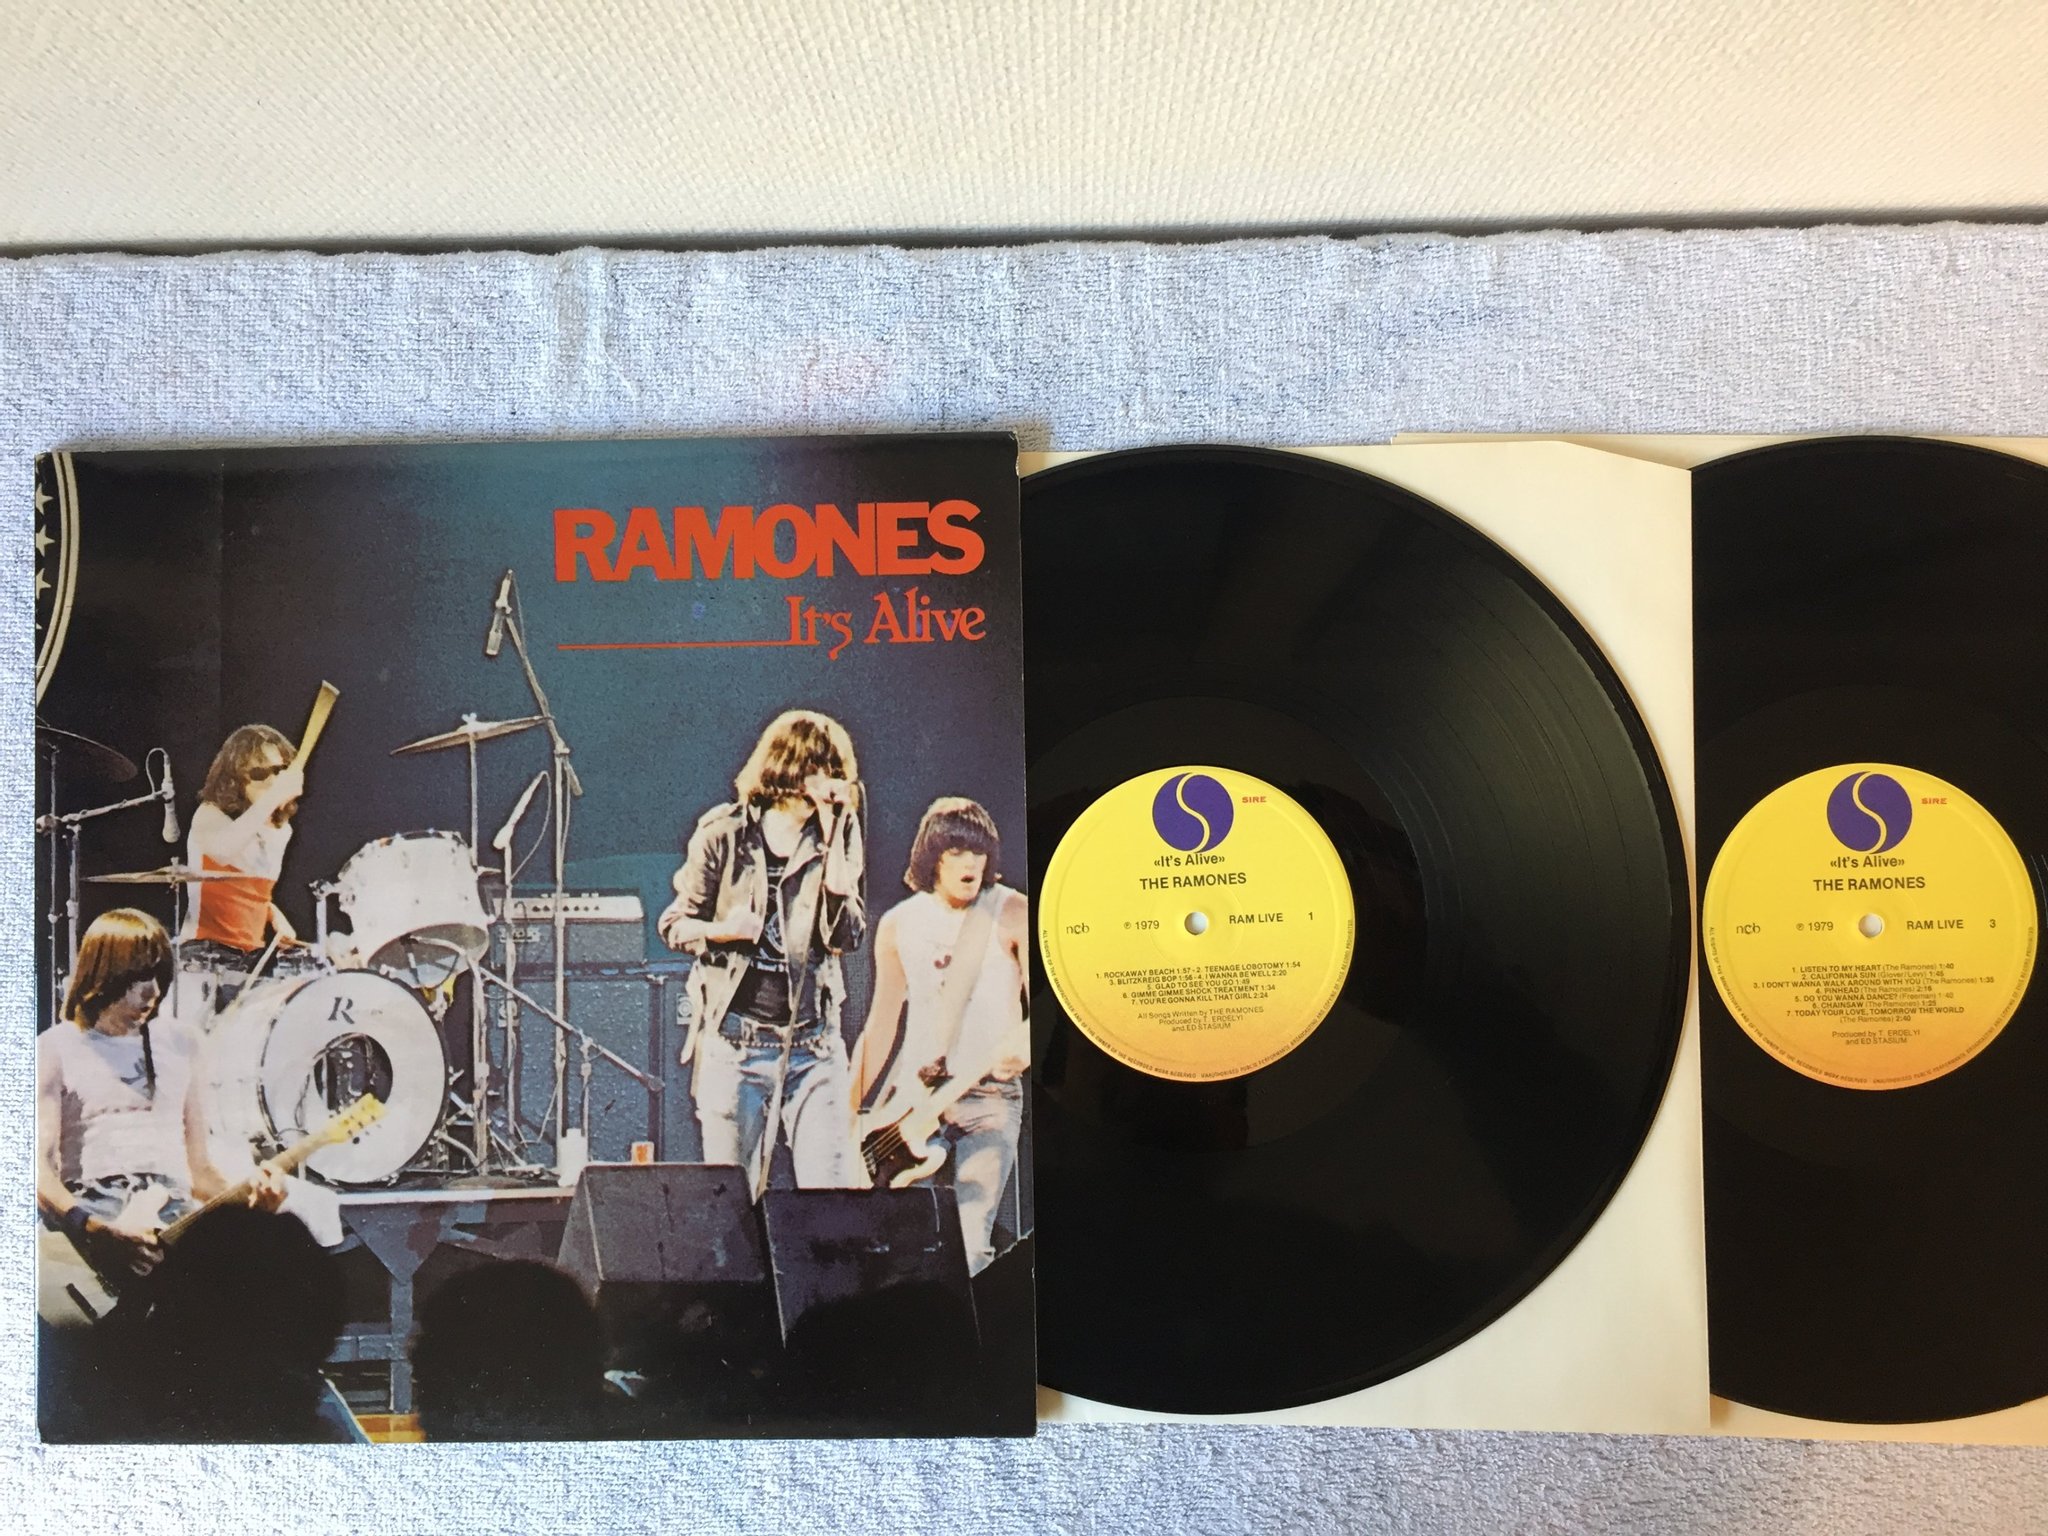 RAMONES
It's Alive
R
SIRE
«It's Alive»
THE RAMONES
ncb
℗ 1979
RAM LIVE 1
1. ROCKAWAY BEACH 1:57 - 2. TEENAGE LOBOTOMY 1:54
3. BLITZKREIG BOP 1:58 - 4. I WANNA BE WELL 2:20
5. GLAD TO SEE YOU GO 1:49
6. GIMME GIMME SHOCK TREATMENT 1:34
7. YOU'RE GONNA KILL THAT GIRL 2:24
All Songs Written by THE RAMONES
Produced by T. ERDELYI
and ED STASIUM
SIRE
«It's Alive»
THE RAMONES
ncb
℗ 1979
RAM LIVE 3
1. LISTEN TO MY HEART (The Ramones) 1:40
2. CALIFORNIA SUN (Glover/Levy) 1:45
3. I DON'T WANNA WALK AROUND WITH YOU (The Ramones) 1:35
4. PINHEAD (The Ramones) 2:16
5. DO YOU WANNA DANCE? (Freeman) 1:40
6. CHAINSAW (The Ramones) 1:25
7. TODAY YOUR LOVE, TOMORROW THE WORLD
(The Ramones) 2:40
Produced by T. ERDELYI
and ED STASIUM